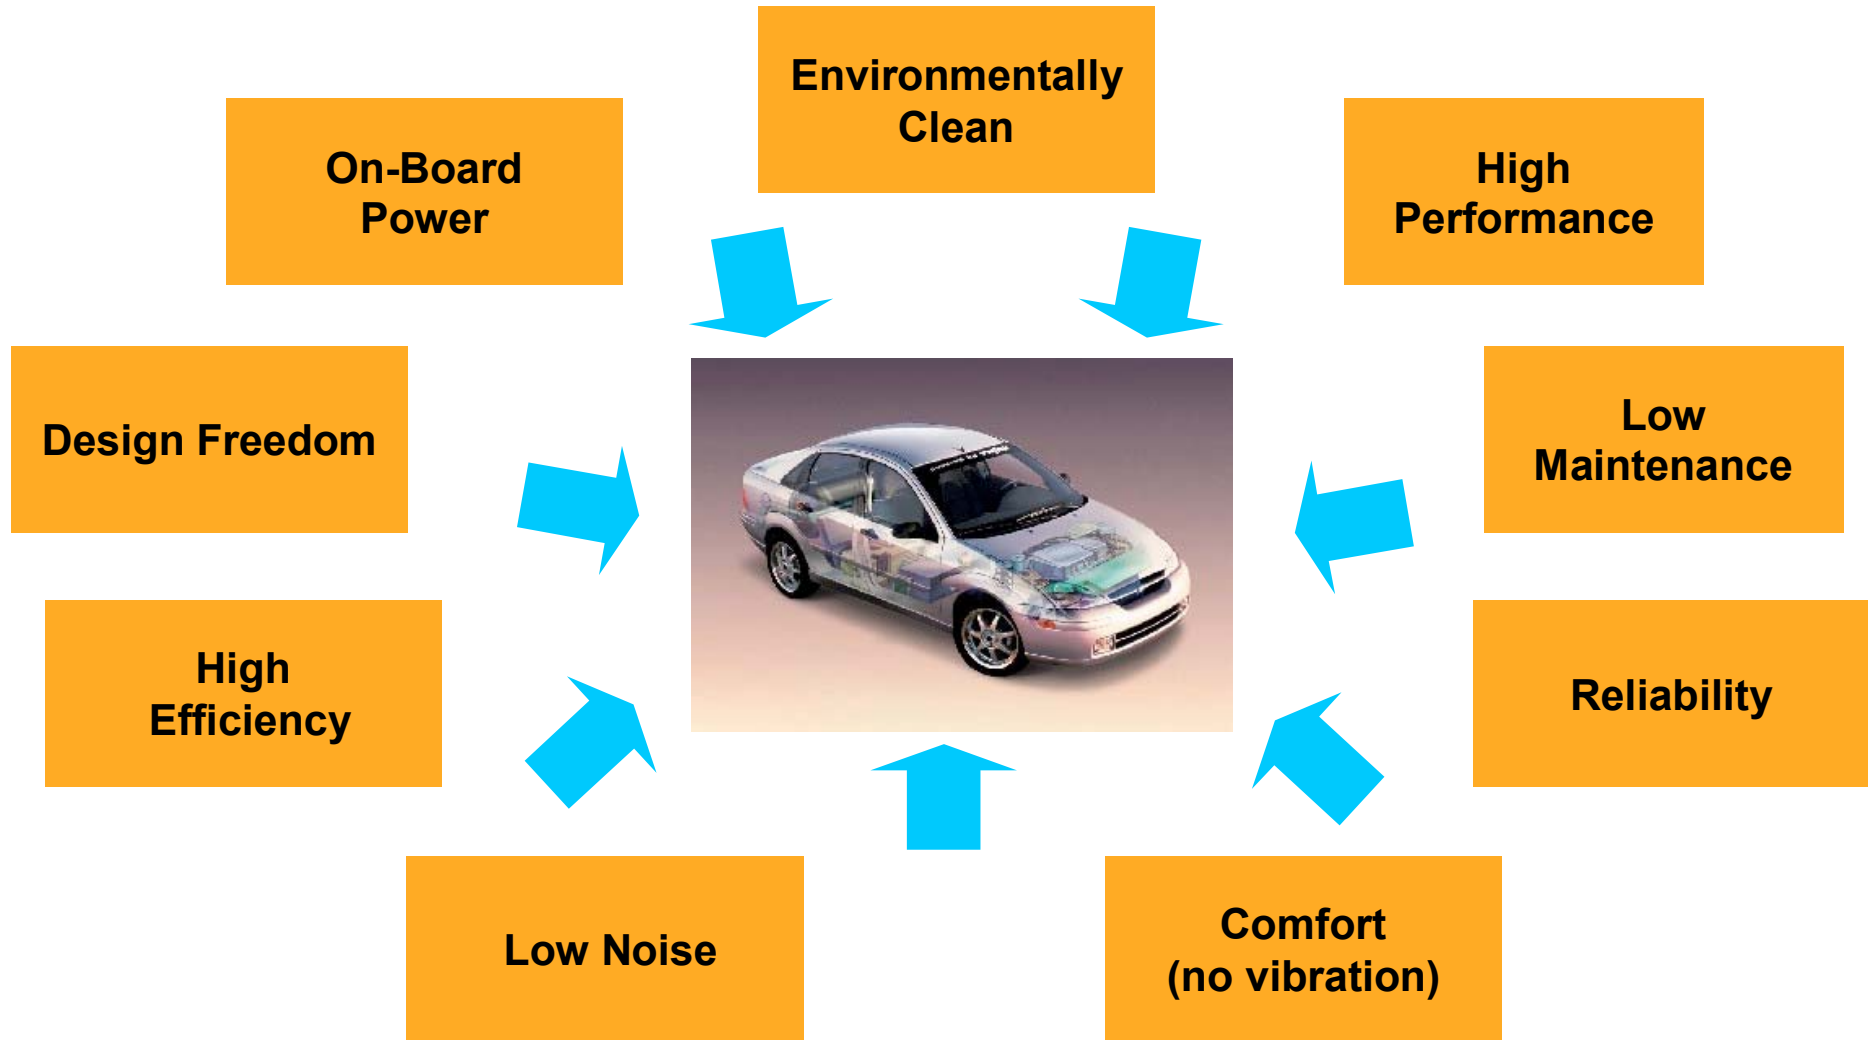 Environmentally
Clean
On-Board
Power
High
Performance
Design Freedom
Low
Maintenance
High
Efficiency
Reliability
Low Noise
Comfort
(no vibration)